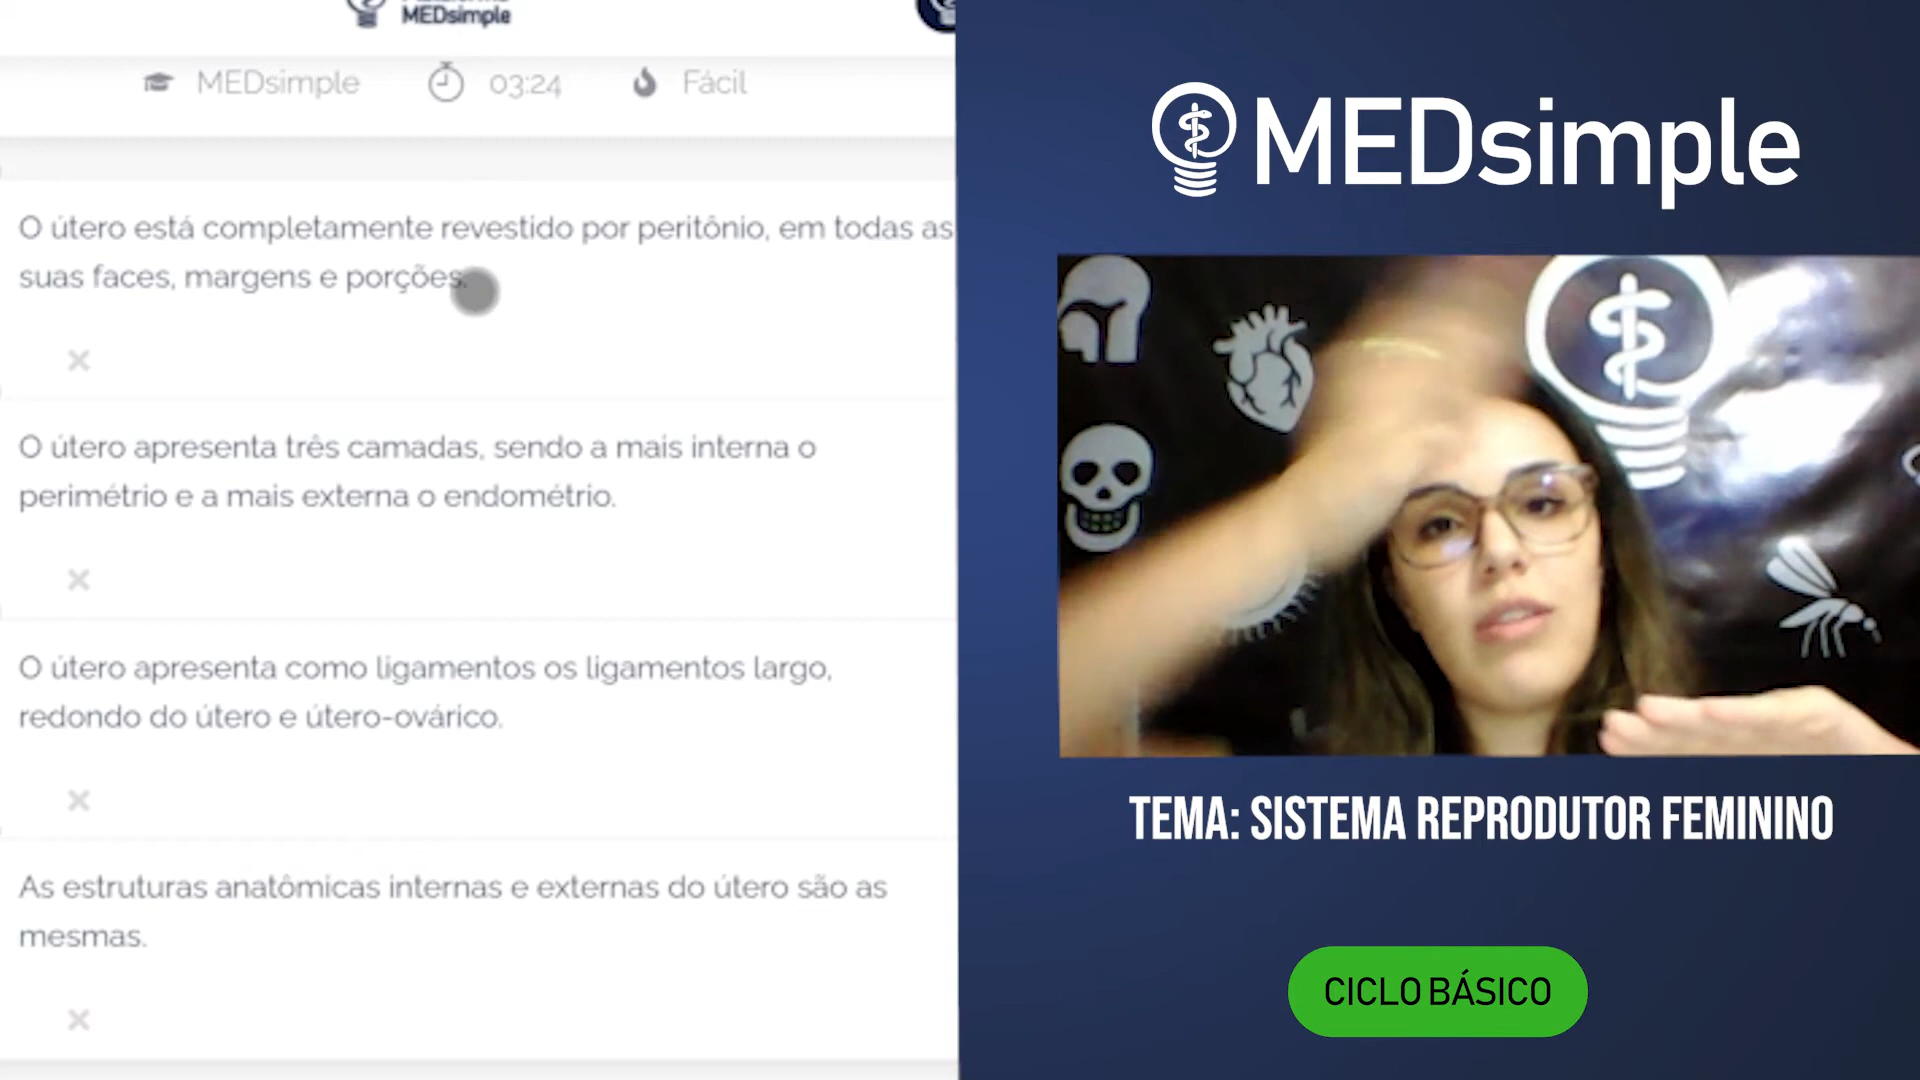 MEDsimple
MEDsimple
03:24
Fácil
O útero está completamente revestido por peritônio, em todas as
suas faces, margens e porções.
O útero apresenta três camadas, sendo a mais interna o
perimétrio e a mais externa o endométrio.
O útero apresenta como ligamentos os ligamentos largo,
redondo do útero e útero-ovárico.
As estruturas anatômicas internas e externas do útero são as
mesmas.
MEDsimple
TEMA: SISTEMA REPRODUTOR FEMININO
CICLO BÁSICO